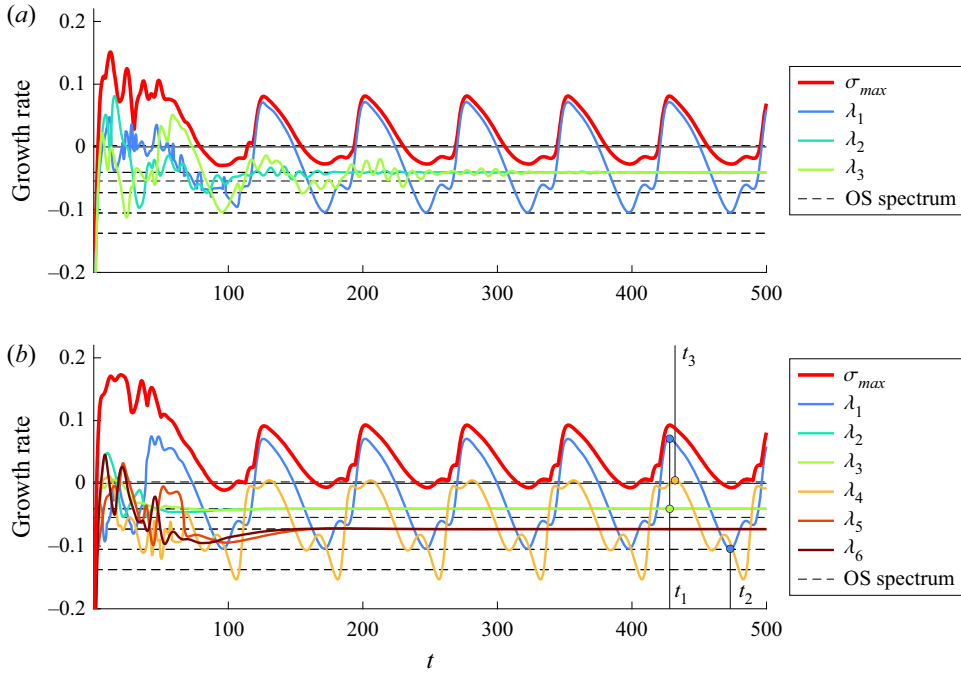 (a)
0.2
0.1
0
–0.1
–0.2
Growth rate
100
200
300
400
500
σmax
λ1
λ2
λ3
OS spectrum
(b)
0.2
0.1
0
–0.1
–0.2
Growth rate
t3
t1
t2
100
200
300
400
500
t
σmax
λ1
λ2
λ3
λ4
λ5
λ6
OS spectrum